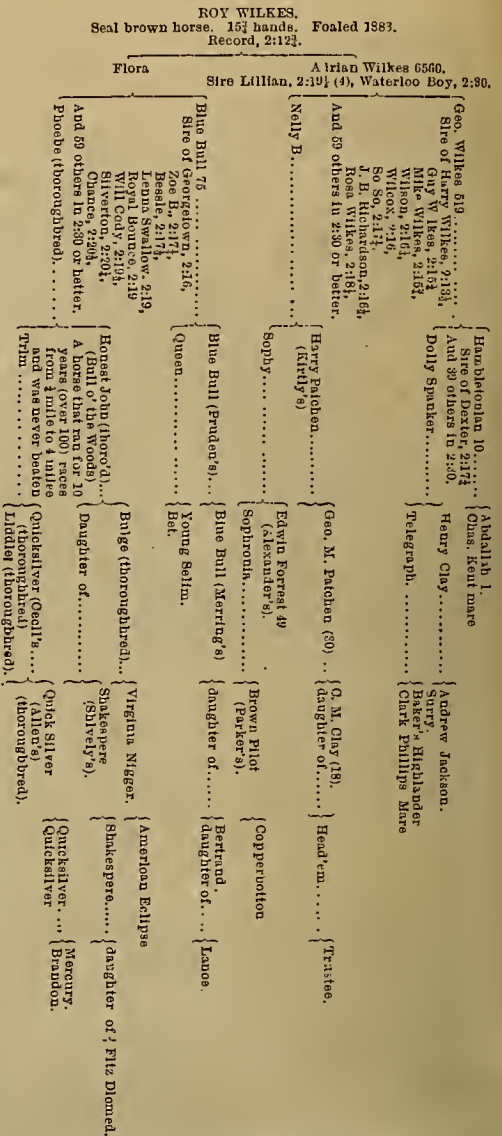 ROY WILKES.
Seal brown horse. 15¾ hands. Foaled 1883.
Record, 2:12¾.
Flora
Adrian Wilkes 6560.
Sire Lillian, 2:19½ (4), Waterloo Boy, 2:30.
Geo. Wilkes 519.........
Sire of Harry Wilkes, 2:13½,
Guy Wilkes, 2:15¼
Mike Wilkes, 2:15¾,
Wilson, 2:16¼,
Wilcox, 2:16,
So So, 2:17¼,
J. B. Richardson, 2:16½,
Rosa Wilkes, 2:18¼,
And 59 others in 2:30 or better.
Nelly B.....................
Blue Bull 75 .............
Sire of Georgetown, 2:16,
Zoe B., 2:17¼,
Bessie, 2:17½,
Lenna Swallow, 2:19,
Royal Bounce, 2:19
Will Cody, 2:19½,
Silverton, 2:20¼,
Chance, 2:20½,
And 59 others in 2:30 or better.
Phoebe (thoroughbred)......
Hambletonian 10......
Sire of Dexter, 2:17¼
And 39 others in 2:30.
Dolly Spanker..........
Harry Patchen..........
(Kirtly's)
Sophy...................
Blue Bull (Pruden's)...
Queen..............
Honest John (thoro'd)...
(Bull o' the Woods)
A horse that ran for 10
years (over 100) races
from ¼ mile to 4 miles
and was never beaten
Trim ..................
Abdallah 1.
Chas. Kent mare
Henry Clay..........
Telegraph. ............
Geo. M. Patchen (30) ..
Edwin Forrest 49
(Alexander's).
Sophronia...........
Blue Bull (Merring's)
Young Selim.
Bet.
Bulge (thoroughbred)...
Daughter of..........
Quicksilver (Cecil's....
(thoroughbred)
Liddlej (thoroughbred).
Andrew Jackson.
Surry.
Baker's Highlander
Clark Phillips Mare
C. M. Clay (18).
daughter of......
Brown Pilot
(Parker's).
daughter of......
Virginia Nigger.
Shakespere
(Shively's).
Quick Silver
(Allen's)
(thoroughbred).
Head'em......
Copperbotton
Bertrand.
daughter of....
American Eclipse
Shakespere......
Quicksilver....
Quicksilver
Trustee.
Lance.
daughter of
Fitz Diomed.
Mercury.
Brandon.